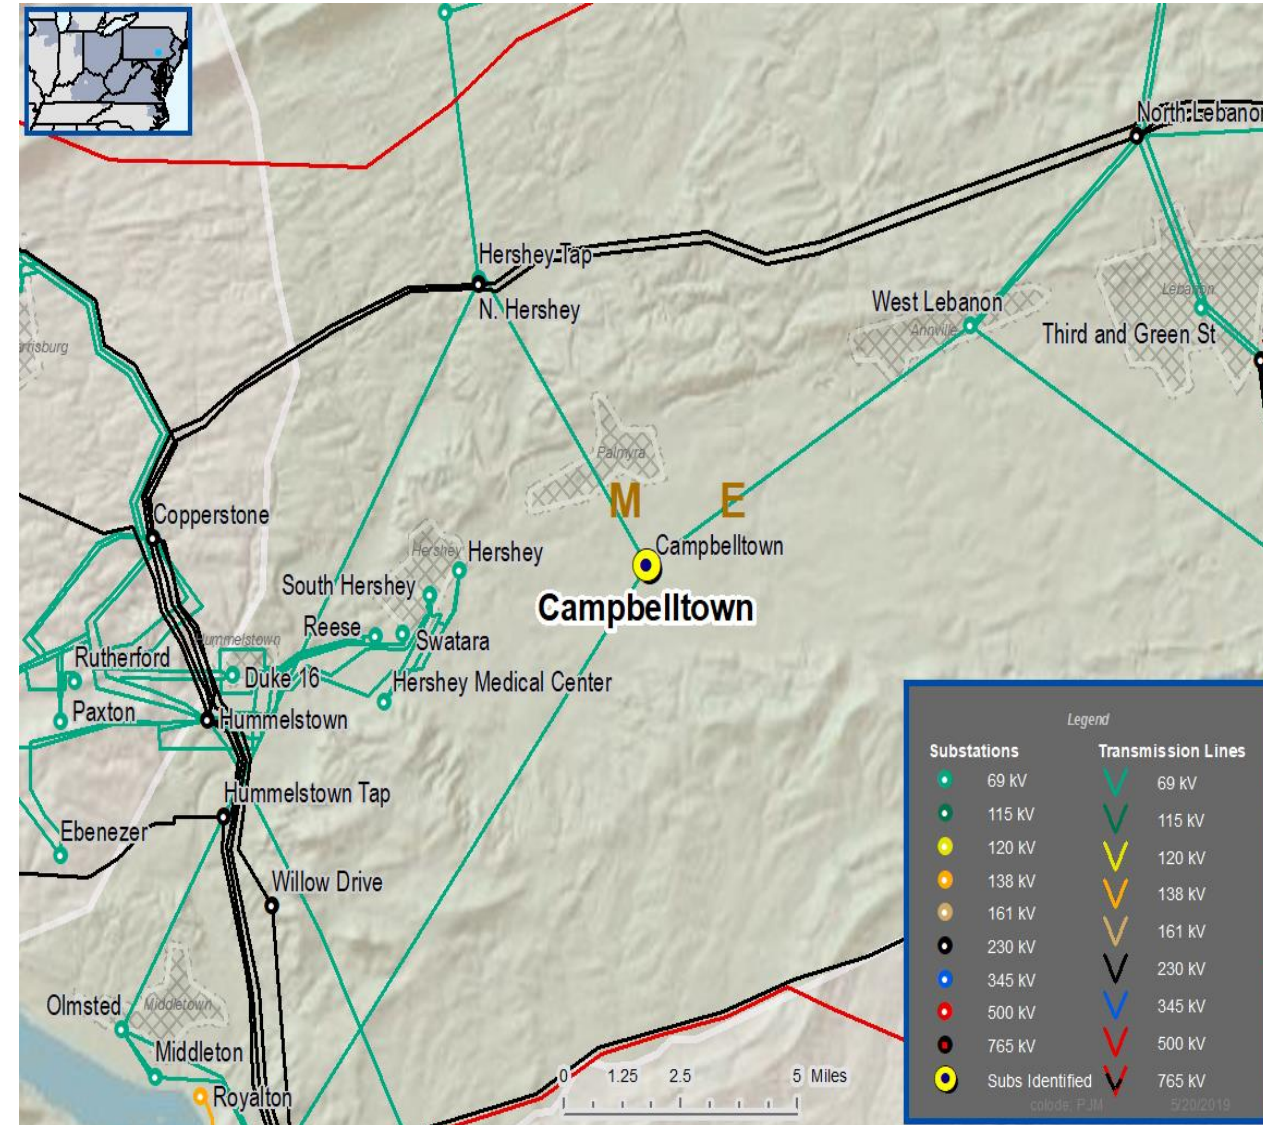 North Lebanon
Hershey Tap
N. Hershey
West Lebanon
Annville
Lebanon
Third and Green St
Palmyra
M E
Copperstone
Hershey
Hershey
Campbelltown
Campbelltown
South Hershey
Reese
Swatara
Hummelstown
Rutherford
Duke 16
Hershey Medical Center
Paxton
Hummelstown
Hummelstown Tap
Ebenezer
Willow Drive
Olmsted
Middletown
Middleton
Royalton
0 1.25 2.5 5 Miles
Legend
Substations Transmission Lines
69 kV 69 kV
115 kV 115 kV
120 kV 120 kV
138 kV 138 kV
161 kV 161 kV
230 kV 230 kV
345 kV 345 kV
500 kV 500 kV
765 kV 765 kV
Subs Identified
PJM 5/20/2019